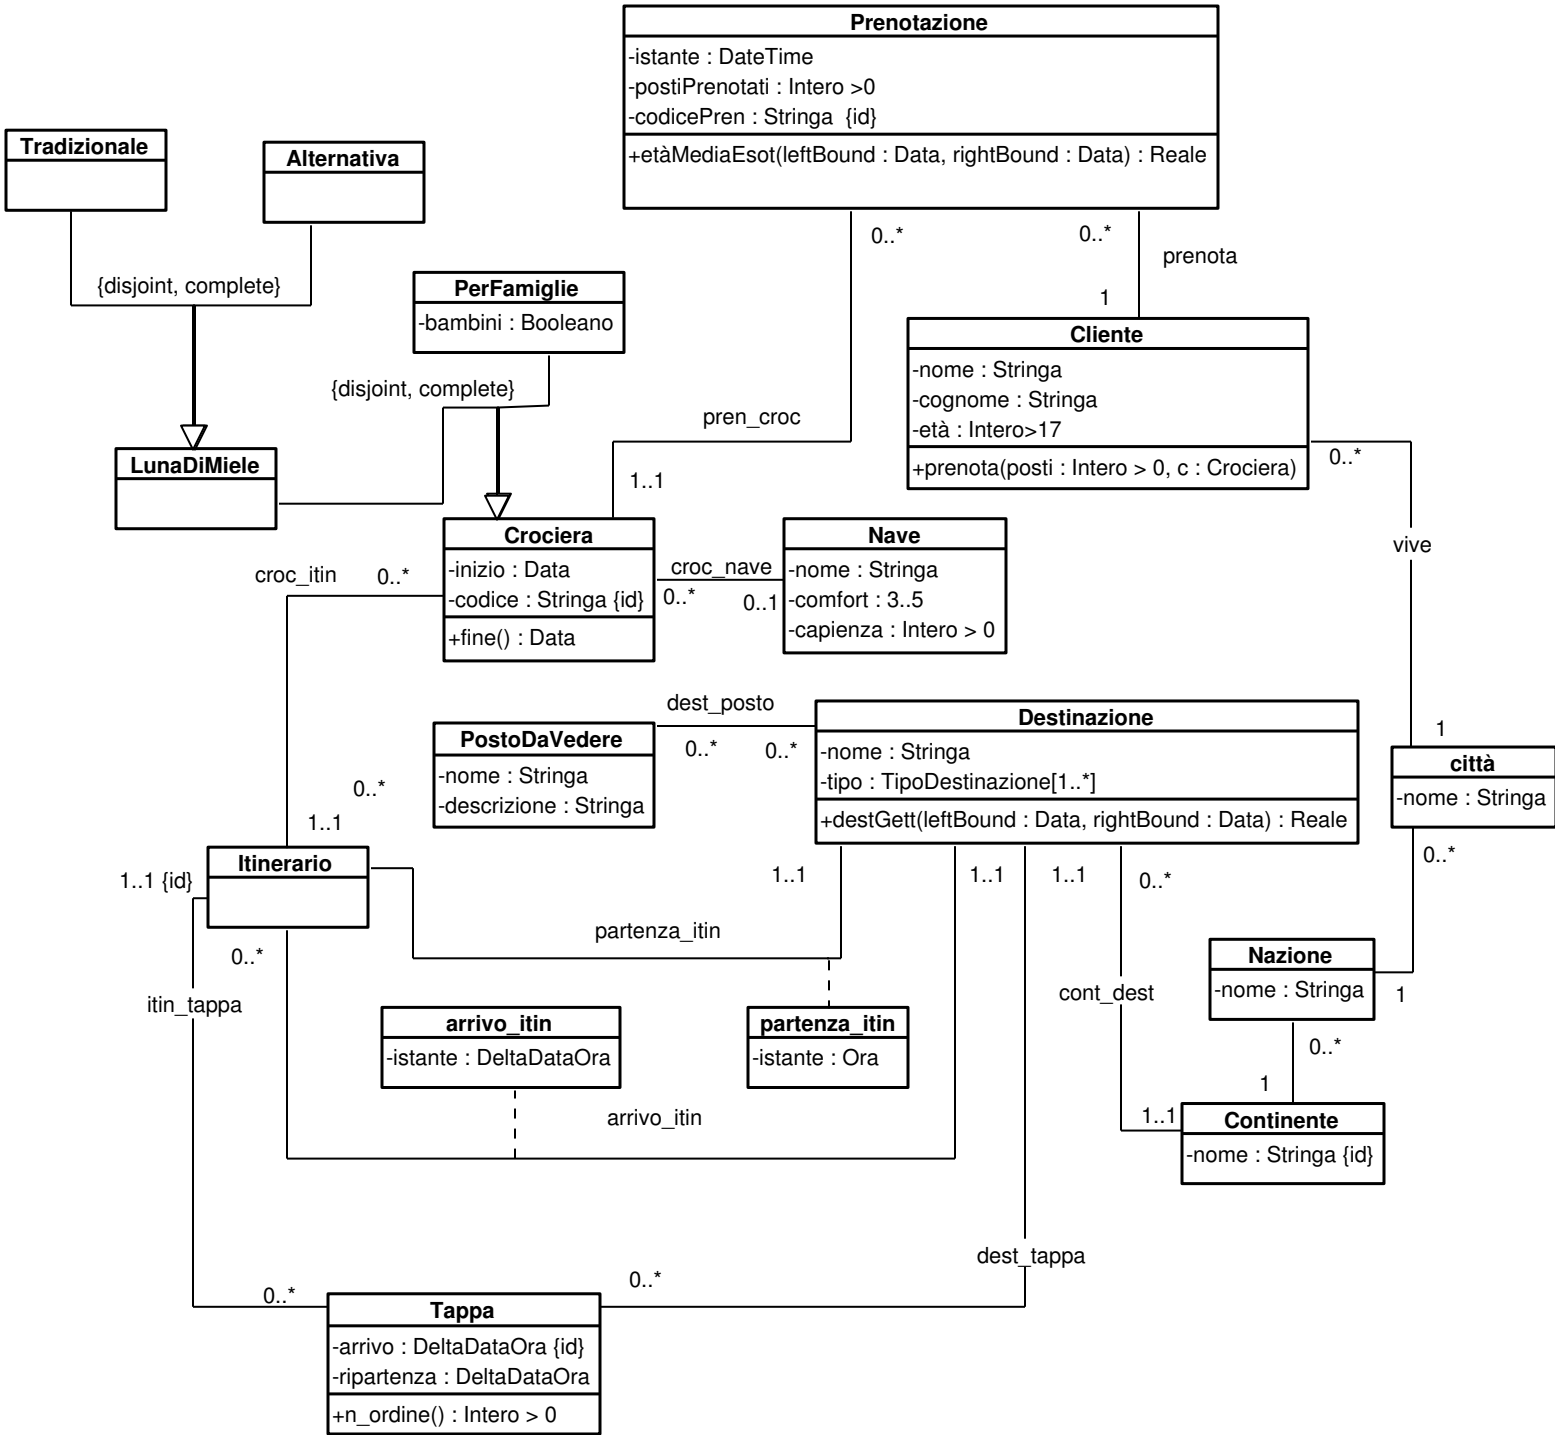 Prenotazione
-istante : DateTime
-postiPrenotati : Intero >0
-codicePren : Stringa  {id}
+etàMediaEsot(leftBound : Data, rightBound : Data) : Reale
Tradizionale
Alternativa
{disjoint, complete}
PerFamiglie
-bambini : Booleano
{disjoint, complete}
LunaDiMiele
0..*
0..*
prenota
1
pren_croc
1..1
Cliente
-nome : Stringa
-cognome : Stringa
-età : Intero>17
+prenota(posti : Intero > 0, c : Crociera)
0..*
vive
1
Crociera
-inizio : Data
-codice : Stringa {id}
+fine() : Data
croc_itin
0..*
croc_nave
0..*
0..1
Nave
-nome : Stringa
-comfort : 3..5
-capienza : Intero > 0
dest_posto
0..*
0..*
PostoDaVedere
-nome : Stringa
-descrizione : Stringa
Destinazione
-nome : Stringa
-tipo : TipoDestinazione[1..*]
+destGett(leftBound : Data, rightBound : Data) : Reale
città
-nome : Stringa
0..*
0..*
1..1
Itinerario
1..1 {id}
0..*
1..1
1..1
1..1
0..*
partenza_itin
itin_tappa
arrivo_itin
-istante : DeltaDataOra
partenza_itin
-istante : Ora
arrivo_itin
cont_dest
Nazione
-nome : Stringa
1
0..*
1
1..1
Continente
-nome : Stringa {id}
dest_tappa
0..*
0..*
Tappa
-arrivo : DeltaDataOra {id}
-ripartenza : DeltaDataOra
+n_ordine() : Intero > 0